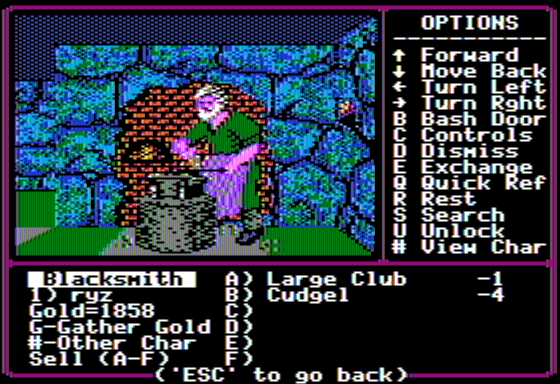 OPTIONS
------------
↑ Forward
↓ Move Back
← Turn Left
→ Turn Rght
B Bash Door
C Controls
D Dismiss
E Exchange
Q Quick Ref
R Rest
S Search
U Unlock
# View Char
Blacksmith
1) ryz
Gold=1858
G-Gather Gold
#-Other Char
Sell (A-F)
A) Large Club -1
B) Cudgel -4
C)
D)
E)
F)
('ESC' to go back)